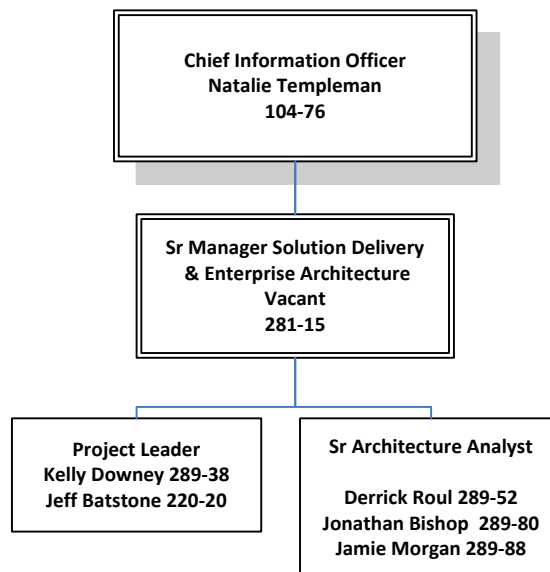 Chief Information Officer
Natalie Templeman
104-76
Sr Manager Solution Delivery
& Enterprise Architecture
Vacant
281-15
Project Leader
Kelly Downey 289-38
Jeff Batstone 220-20
Sr Architecture Analyst
Derrick Roul 289-52
Jonathan Bishop 289-80
Jamie Morgan 289-88